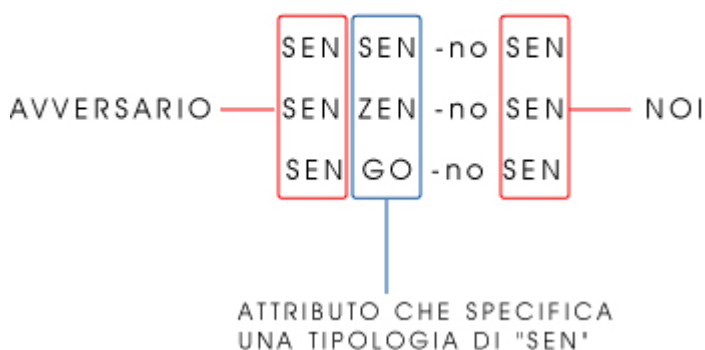 SEN SEN -no SEN
AVVERSARIO SEN ZEN -no SEN NOI
SEN GO -no SEN
ATTRIBUTO CHE SPECIFICA
UNA TIPOLOGIA DI "SEN"